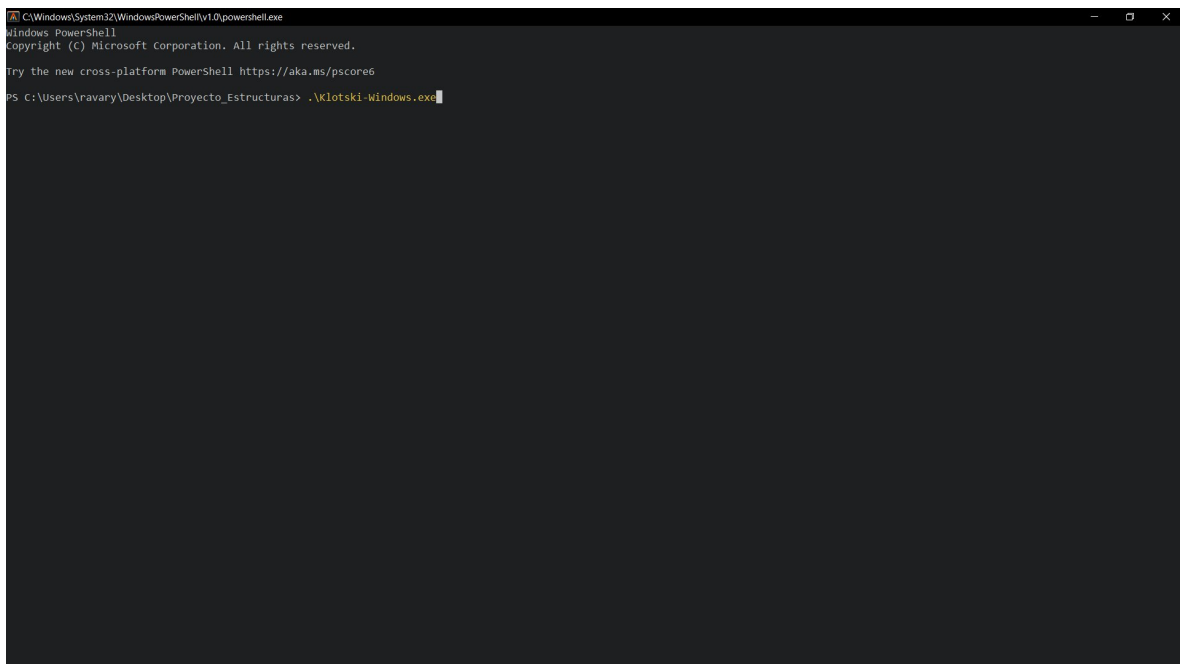 C:\Windows\System32\WindowsPowerShell\v1.0\powershell.exe
Windows PowerShell
Copyright (C) Microsoft Corporation. All rights reserved.
Try the new cross-platform PowerShell https://aka.ms/pscore6
PS C:\Users\ravary\Desktop\Proyecto_Estructuras> .\Klotski-Windows.exe